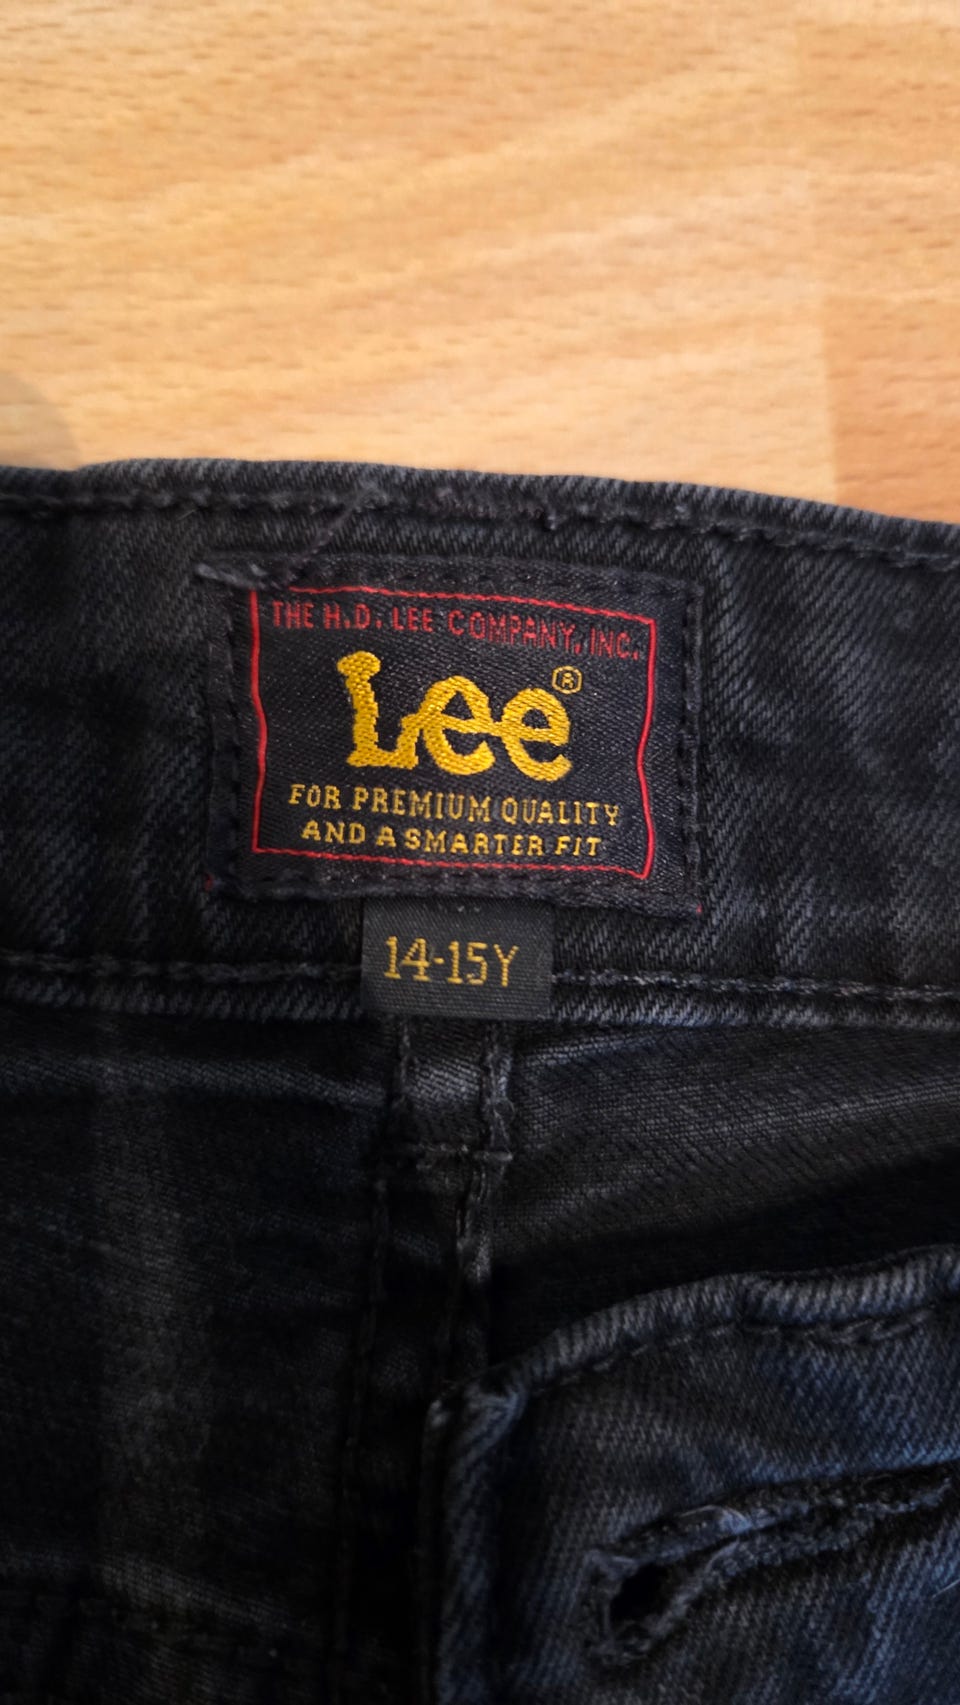 THE H.D. LEE COMPANY, INC.
Lee®
FOR PREMIUM QUALITY
AND A SMARTER FIT
14-15Y